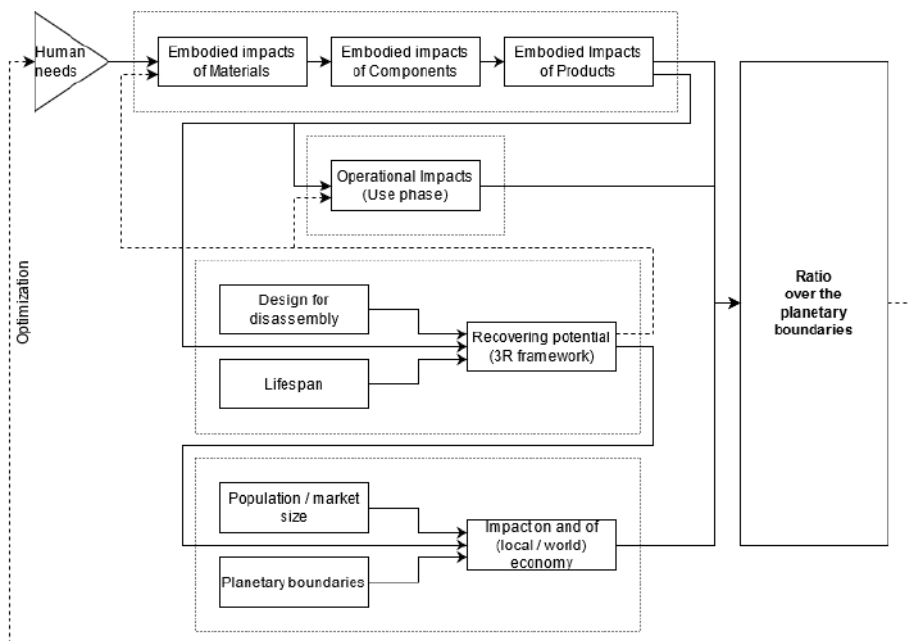 Human
needs
Embodied impacts
of Materials
Embodied impacts
of Components
Embodied Impacts
of Products
Operational Impacts
(Use phase)
Optimization
Design for
disassembly
Recovering potential
(3R framework)
Lifespan
Ratio
over the
planetary
boundaries
Population / market
size
Impact on and of
(local / world)
economy
Planetary boundaries